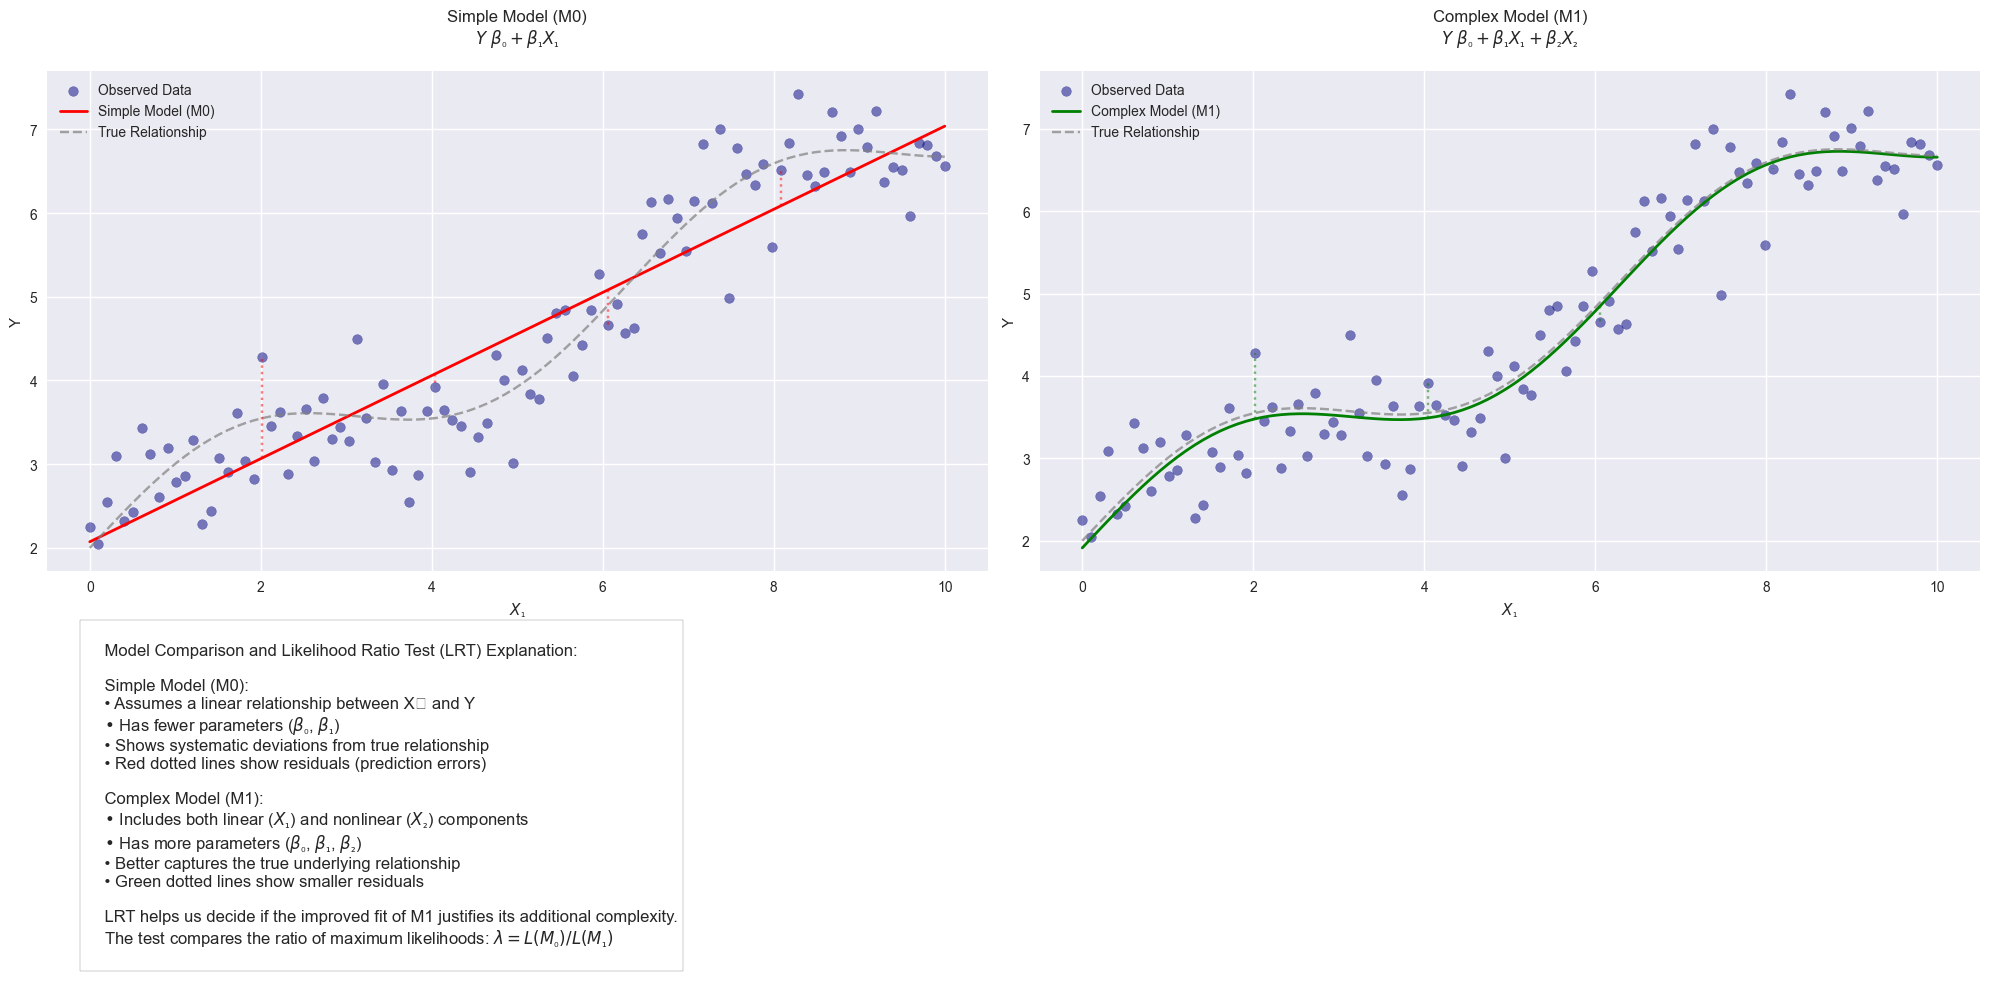 Simple Model (M0)
Y β₀ + β₁X₁
Observed Data
Simple Model (M0)
True Relationship
Y
7
6
5
4
3
2
0 2 4 6 8 10
X₁
Complex Model (M1)
Y β₀ + β₁X₁ + β₂X₂
Observed Data
Complex Model (M1)
True Relationship
Y
7
6
5
4
3
2
0 2 4 6 8 10
X₁
Model Comparison and Likelihood Ratio Test (LRT) Explanation:
Simple Model (M0):
• Assumes a linear relationship between X▯ and Y
• Has fewer parameters (β₀, β₁)
• Shows systematic deviations from true relationship
• Red dotted lines show residuals (prediction errors)
Complex Model (M1):
• Includes both linear (X₁) and nonlinear (X₂) components
• Has more parameters (β₀, β₁, β₂)
• Better captures the true underlying relationship
• Green dotted lines show smaller residuals
LRT helps us decide if the improved fit of M1 justifies its additional complexity.
The test compares the ratio of maximum likelihoods: λ = L(M₀)/L(M₁)